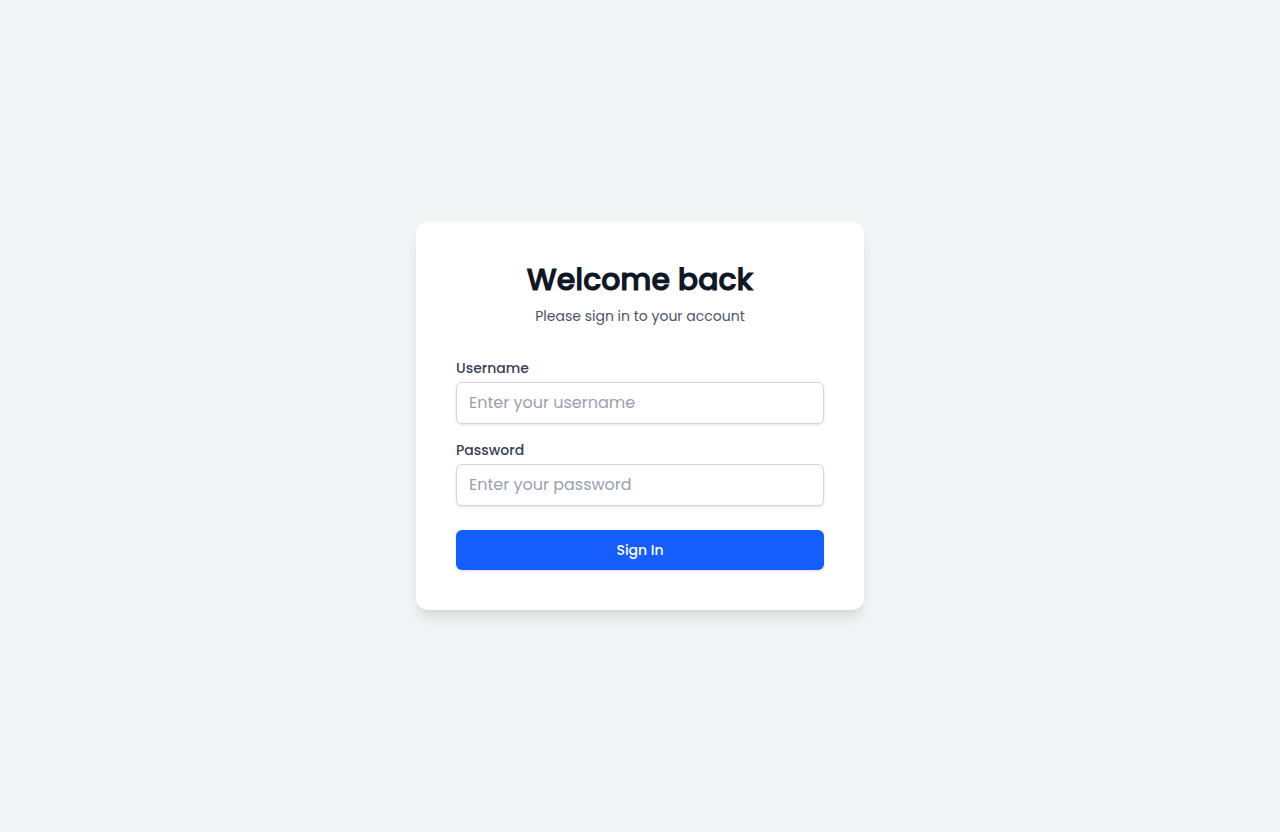 Welcome back
Please sign in to your account
Username
Enter your username
Password
Enter your password
Sign In